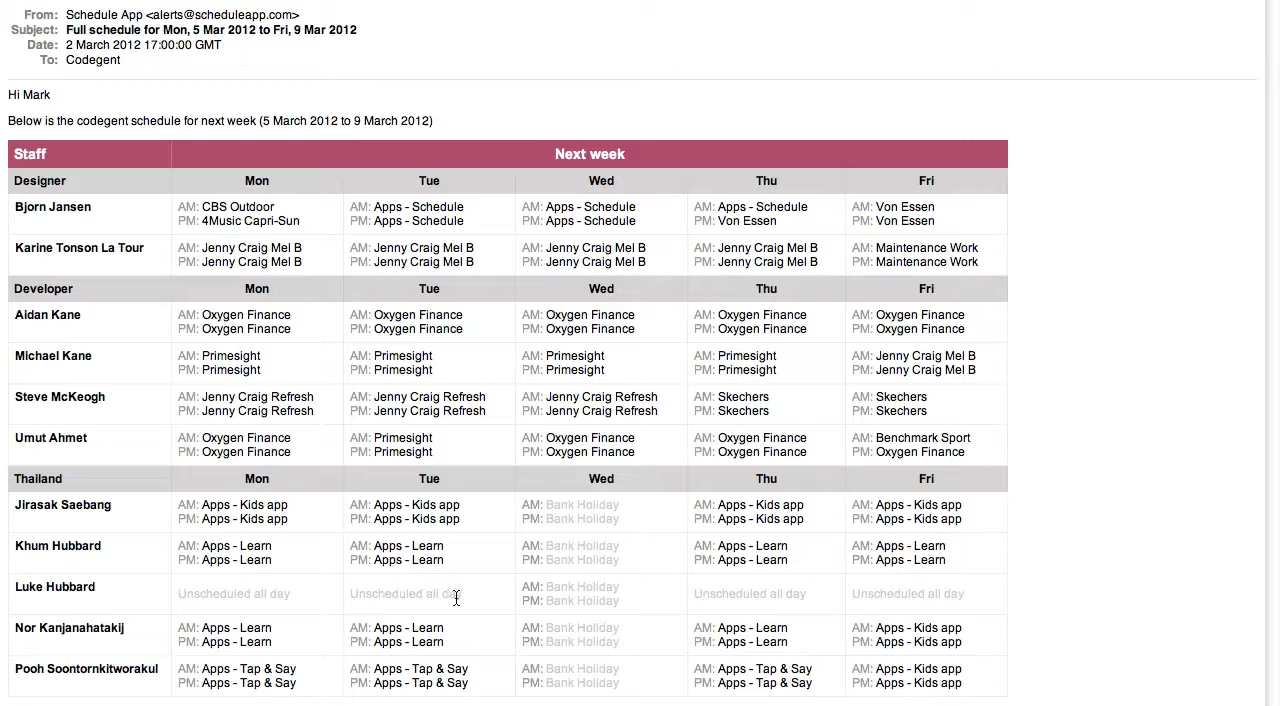 From: Schedule App <alerts@scheduleapp.com>
Subject: Full schedule for Mon, 5 Mar 2012 to Fri, 9 Mar 2012
Date: 2 March 2012 17:00:00 GMT
To: Codegent
Hi Mark
Below is the codegent schedule for next week (5 March 2012 to 9 March 2012)
Staff Next week
Designer Mon Tue Wed Thu Fri
Bjorn Jansen AM: CBS Outdoor AM: Apps - Schedule AM: Apps - Schedule AM: Apps - Schedule AM: Von Essen
PM: 4Music Capri-Sun PM: Apps - Schedule PM: Apps - Schedule PM: Von Essen PM: Von Essen
Karine Tonson La Tour AM: Jenny Craig Mel B AM: Jenny Craig Mel B AM: Jenny Craig Mel B AM: Jenny Craig Mel B AM: Maintenance Work
PM: Jenny Craig Mel B PM: Jenny Craig Mel B PM: Jenny Craig Mel B PM: Jenny Craig Mel B PM: Maintenance Work
Developer Mon Tue Wed Thu Fri
Aidan Kane AM: Oxygen Finance AM: Oxygen Finance AM: Oxygen Finance AM: Oxygen Finance AM: Oxygen Finance
PM: Oxygen Finance PM: Oxygen Finance PM: Oxygen Finance PM: Oxygen Finance PM: Oxygen Finance
Michael Kane AM: Primesight AM: Primesight AM: Primesight AM: Primesight AM: Jenny Craig Mel B
PM: Primesight PM: Primesight PM: Primesight PM: Primesight PM: Jenny Craig Mel B
Steve McKeogh AM: Jenny Craig Refresh AM: Jenny Craig Refresh AM: Jenny Craig Refresh AM: Skechers AM: Skechers
PM: Jenny Craig Refresh PM: Jenny Craig Refresh PM: Jenny Craig Refresh PM: Skechers PM: Skechers
Umut Ahmet AM: Oxygen Finance AM: Primesight AM: Oxygen Finance AM: Oxygen Finance AM: Benchmark Sport
PM: Oxygen Finance PM: Primesight PM: Oxygen Finance PM: Oxygen Finance PM: Oxygen Finance
Thailand Mon Tue Wed Thu Fri
Jirasak Saebang AM: Apps - Kids app AM: Apps - Kids app AM: Bank Holiday AM: Apps - Kids app AM: Apps - Kids app
PM: Apps - Kids app PM: Apps - Kids app PM: Bank Holiday PM: Apps - Kids app PM: Apps - Kids app
Khum Hubbard AM: Apps - Learn AM: Apps - Learn AM: Bank Holiday AM: Apps - Learn AM: Apps - Learn
PM: Apps - Learn PM: Apps - Learn PM: Bank Holiday PM: Apps - Learn PM: Apps - Learn
Luke Hubbard Unscheduled all day Unscheduled all day AM: Bank Holiday Unscheduled all day Unscheduled all day
PM: Bank Holiday
Nor Kanjanahatakij AM: Apps - Learn AM: Apps - Learn AM: Bank Holiday AM: Apps - Learn AM: Apps - Kids app
PM: Apps - Learn PM: Apps - Learn PM: Bank Holiday PM: Apps - Learn PM: Apps - Kids app
Pooh Soontornkitworakul AM: Apps - Tap & Say AM: Apps - Tap & Say AM: Bank Holiday AM: Apps - Tap & Say AM: Apps - Kids app
PM: Apps - Tap & Say PM: Apps - Tap & Say PM: Bank Holiday PM: Apps - Tap & Say PM: Apps - Kids app